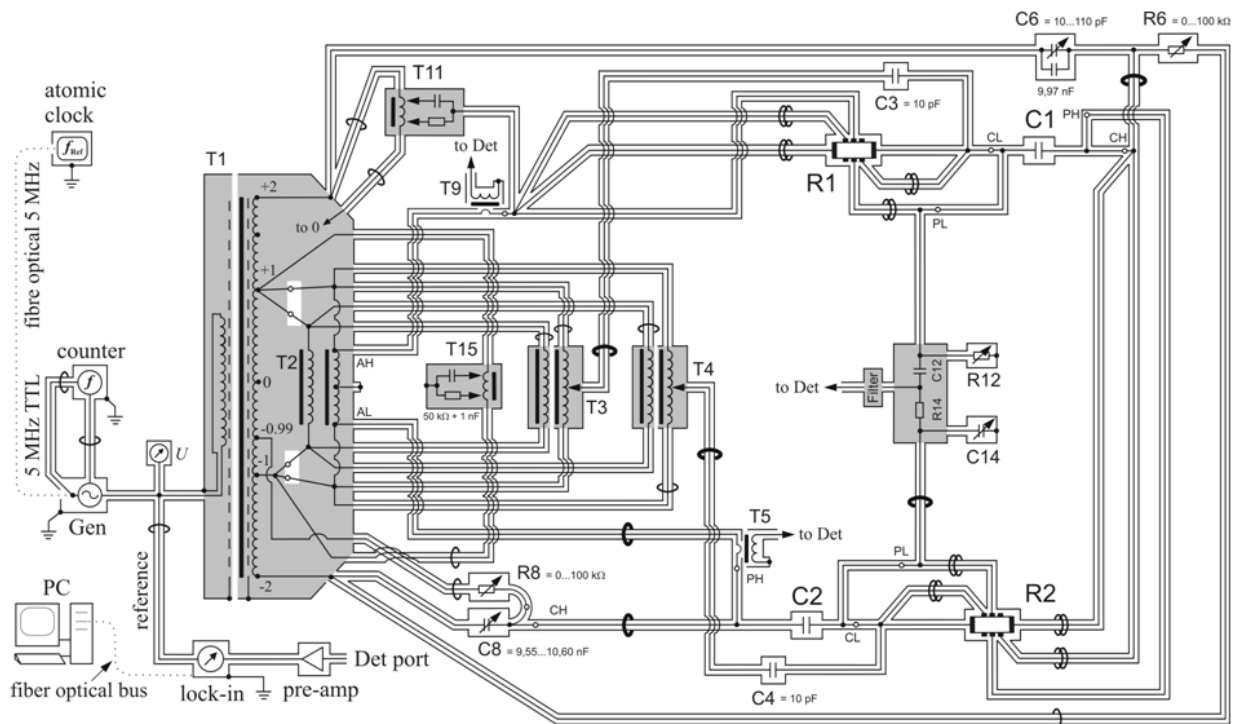 C6 = 10...110 pF
R6 = 0...100 kΩ
9,97 nF
T11
C3 = 10 pF
C1
PH
CL
CH
atomic
clock
fRef
T1
to Det
T9
R1
+2
to 0
PL
fibre optical 5 MHz
+1
counter
f
T2
AH
T15
T3
T4
C12
R12
to Det
Filter
0
AL
50 kΩ + 1 nF
R14
-0.99
C14
5 MHz TTL
U
-1
Gen
T5
to Det
PL
PH
R8 = 0...100 kΩ
R2
-2
PC
reference
CH
C2
CL
C8 = 9,55...10,60 nF
Det port
C4 = 10 pF
fiber optical bus
lock-in
pre-amp